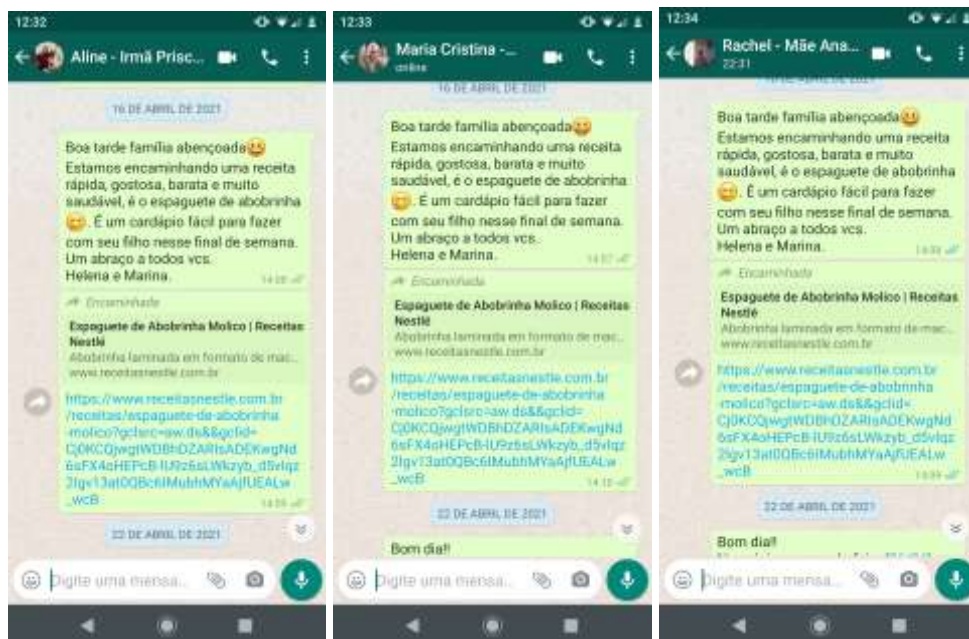 12:32
Aline - Irmã Prisc...
16 DE ABRIL DE 2021
Boa tarde família abençoada😃
Estamos encaminhando uma receita
rápida, gostosa, barata e muito
saudável, é o espaguete de abobrinha
😋. É um cardápio fácil para fazer
com seu filho nesse final de semana.
Um abraço a todos vcs.
Helena e Marina.
Encaminhada
Espaguete de Abobrinha Molico | Receitas
Nestlé
Abobrinha laminada em formato de mac...
www.receitasnestle.com.br
https://www.receitasnestle.com.br
/receitas/espaguete-de-abobrinha
-molico?gclsrc=aw.ds&&gclid=
_wcB
22 DE ABRIL DE 2021
Digite uma mensa...
12:33
Maria Cristina -...
online
16 DE ABRIL DE 2021
Boa tarde família abençoada😃
Estamos encaminhando uma receita
rápida, gostosa, barata e muito
saudável, é o espaguete de abobrinha
😋. É um cardápio fácil para fazer
com seu filho nesse final de semana.
Um abraço a todos vcs.
Helena e Marina.
Encaminhada
Espaguete de Abobrinha Molico | Receitas
Nestlé
Abobrinha laminada em formato de mac...
www.receitasnestle.com.br
https://www.receitasnestle.com.br
/receitas/espaguete-de-abobrinha
-molico?gclsrc=aw.ds&&gclid=
_wcB
22 DE ABRIL DE 2021
Bom dia!!
Digite uma mensa...
12:34
Rachel - Mãe Ana...
22:31
Boa tarde família abençoada😃
Estamos encaminhando uma receita
rápida, gostosa, barata e muito
saudável, é o espaguete de abobrinha
😋. É um cardápio fácil para fazer
com seu filho nesse final de semana.
Um abraço a todos vcs.
Helena e Marina.
Encaminhada
Espaguete de Abobrinha Molico | Receitas
Nestlé
Abobrinha laminada em formato de mac...
www.receitasnestle.com.br
https://www.receitasnestle.com.br
/receitas/espaguete-de-abobrinha
-molico?gclsrc=aw.ds&&gclid=
_wcB
22 DE ABRIL DE 2021
Bom dia!!
Digite uma mensa...